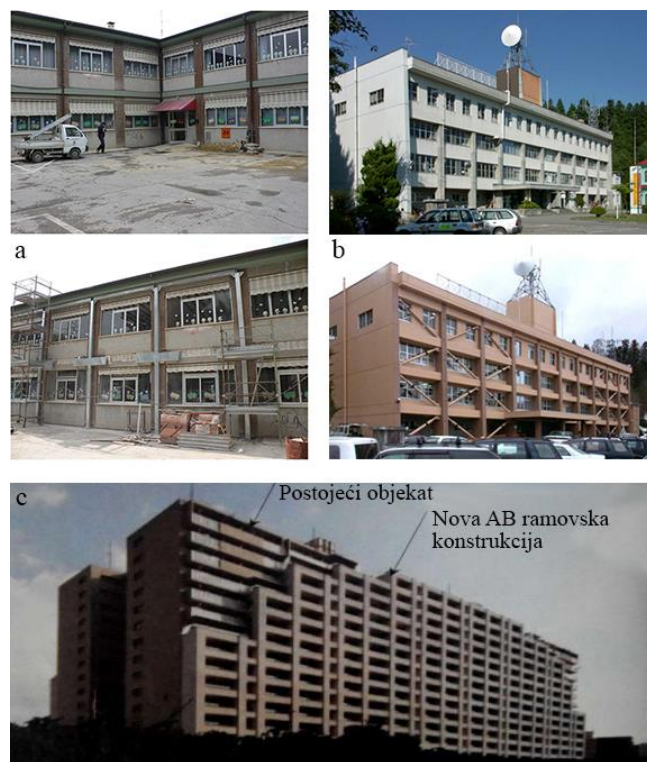 a
b
c
Postojeći objekat
Nova AB ramovska
konstrukcija